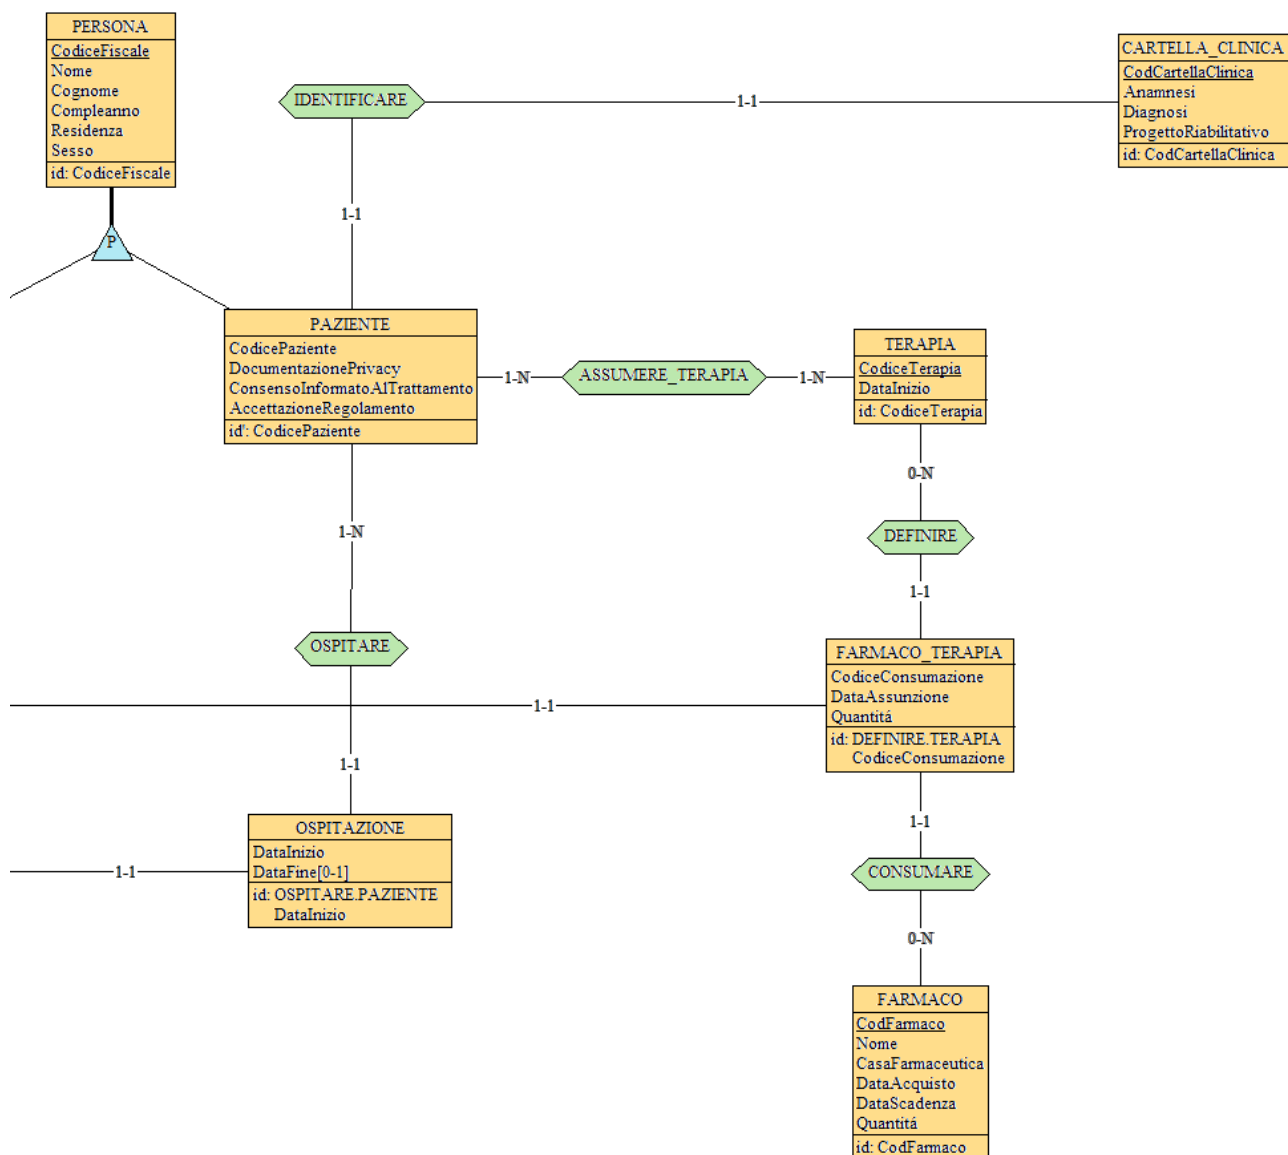 PERSONA
CodiceFiscale
Nome
Cognome
Compleanno
Residenza
Sesso
id: CodiceFiscale
P
IDENTIFICARE
1-1
1-1
CARTELLA_CLINICA
CodCartellaClinica
Anamnesi
Diagnosi
ProgettoRiabilitativo
id: CodCartellaClinica
PAZIENTE
CodicePaziente
DocumentazionePrivacy
ConsensoInformatoAlTrattamento
AccettazioneRegolamento
id': CodicePaziente
1-N
ASSUMERE_TERAPIA
1-N
TERAPIA
CodiceTerapia
DataInizio
id: CodiceTerapia
0-N
DEFINIRE
1-1
1-N
OSPITARE
1-1
1-1
FARMACO_TERAPIA
CodiceConsumazione
DataAssunzione
Quantitá
id: DEFINIRE.TERAPIA
CodiceConsumazione
OSPITAZIONE
DataInizio
DataFine[0-1]
id: OSPITARE.PAZIENTE
DataInizio
1-1
1-1
CONSUMARE
0-N
FARMACO
CodFarmaco
Nome
CasaFarmaceutica
DataAcquisto
DataScadenza
Quantitá
id: CodFarmaco